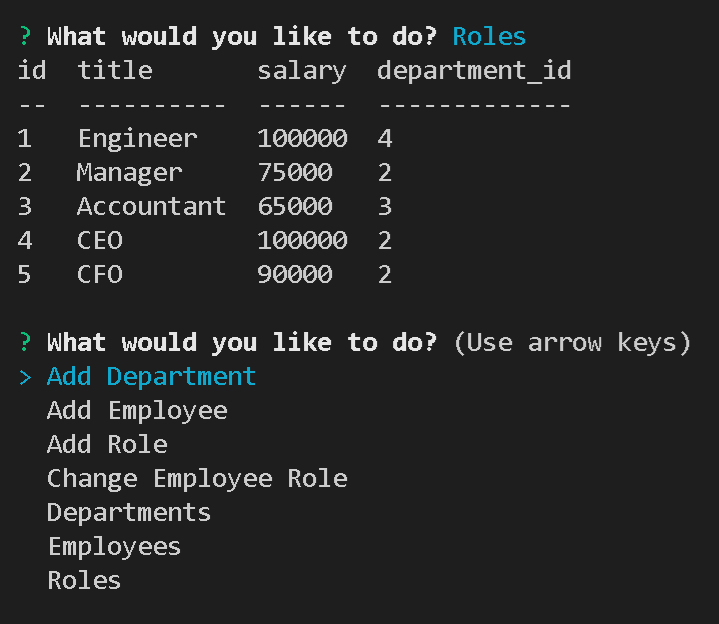 ? What would you like to do? Roles
id  title       salary  department_id
--  ----------  ------  -------------
1   Engineer    100000  4
2   Manager     75000   2
3   Accountant  65000   3
4   CEO         100000  2
5   CFO         90000   2
? What would you like to do? (Use arrow keys)
> Add Department
  Add Employee
  Add Role
  Change Employee Role
  Departments
  Employees
  Roles